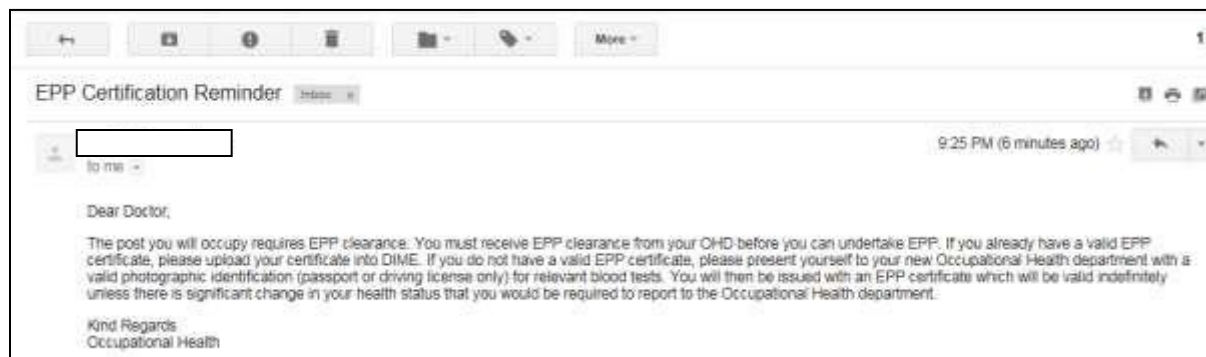 More
1
EPP Certification Reminder Inbox x
9:25 PM (6 minutes ago)
to me
Dear Doctor,
The post you will occupy requires EPP clearance. You must receive EPP clearance from your OHD before you can undertake EPP. If you already have a valid EPP
certificate, please upload your certificate into DIME. If you do not have a valid EPP certificate, please present yourself to your new Occupational Health department with a
valid photographic identification (passport or driving license only) for relevant blood tests. You will then be issued with an EPP certificate which will be valid indefinitely
unless there is significant change in your health status that you would be required to report to the Occupational Health department.
Kind Regards
Occupational Health